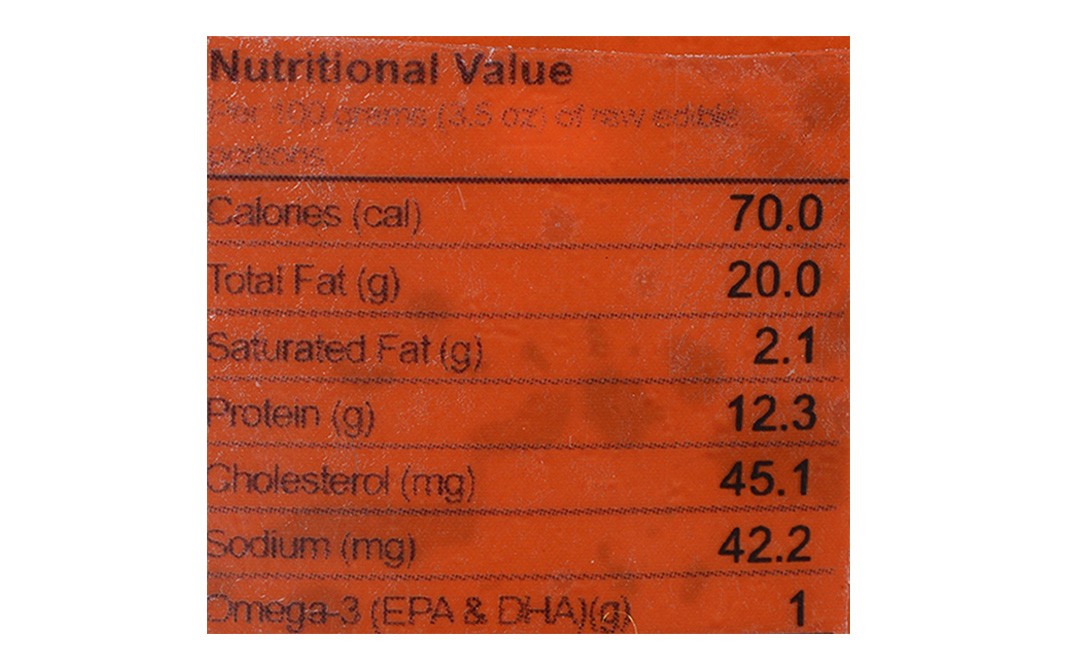 Nutritional Value
Per 100 grams (3.5 oz) of raw edible
portions
Calories (cal) 70.0
Total Fat (g) 20.0
Saturated Fat (g) 2.1
Protein (g) 12.3
Cholesterol (mg) 45.1
Sodium (mg) 42.2
Omega-3 (EPA & DHA)(g) 1